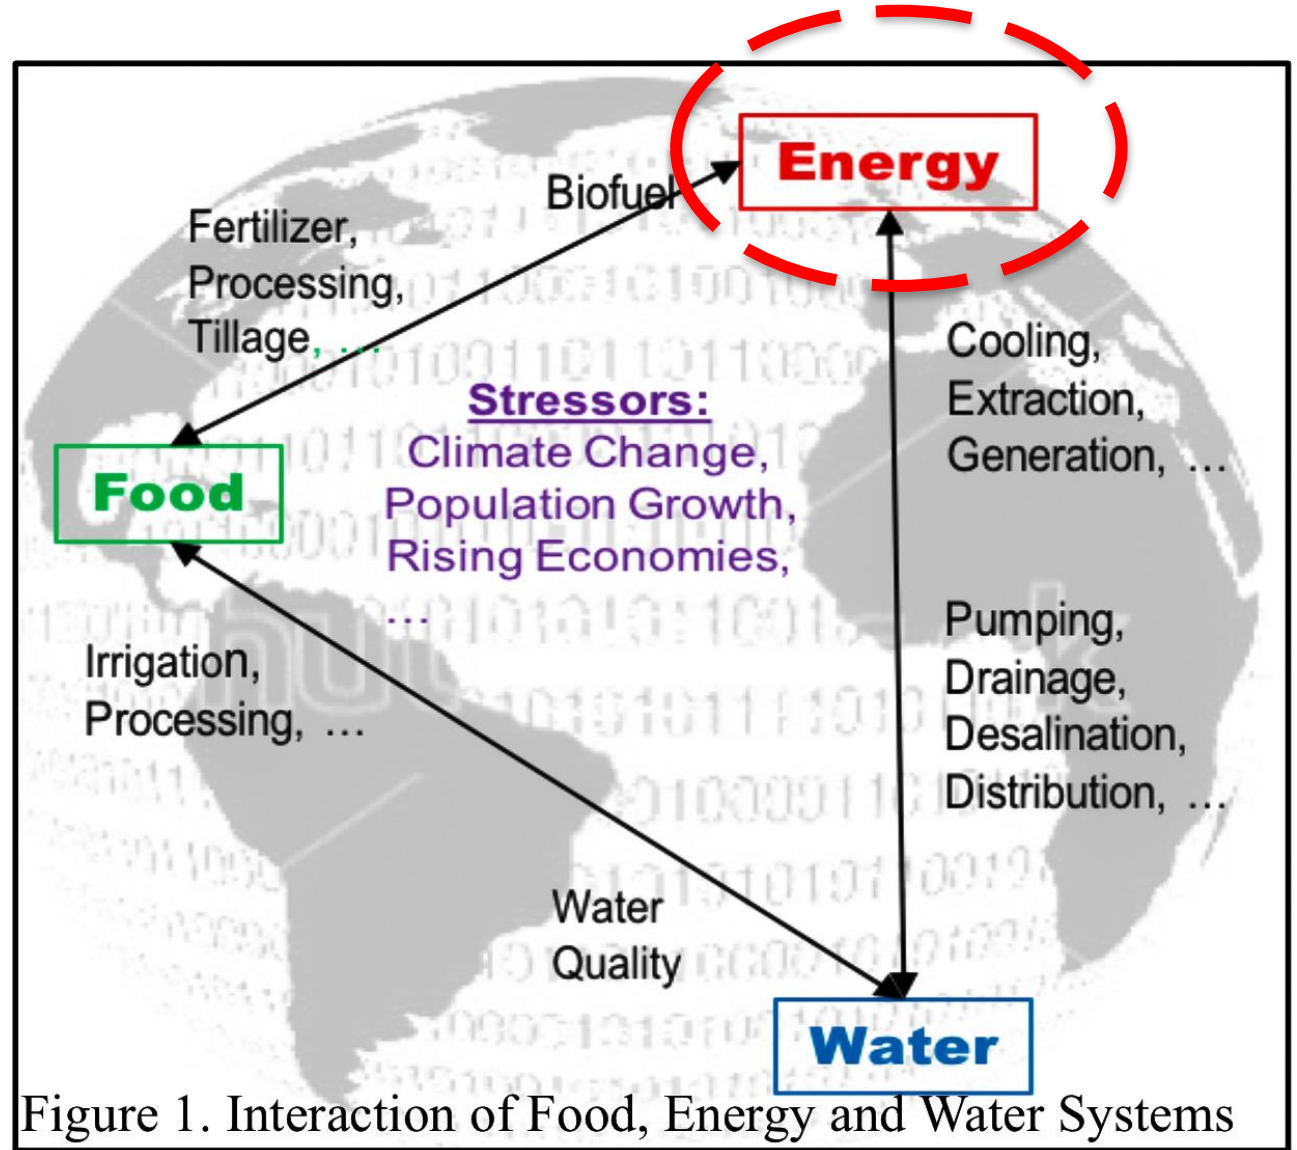 Energy
Biofuel
Fertilizer,
Processing,
Tillage, ...
Cooling,
Extraction,
Generation, ...
Stressors:
Climate Change,
Population Growth,
Rising Economies,
...
Food
Irrigation,
Processing, ...
Pumping,
Drainage,
Desalination,
Distribution, ...
Water
Quality
Water
Figure 1. Interaction of Food, Energy and Water Systems